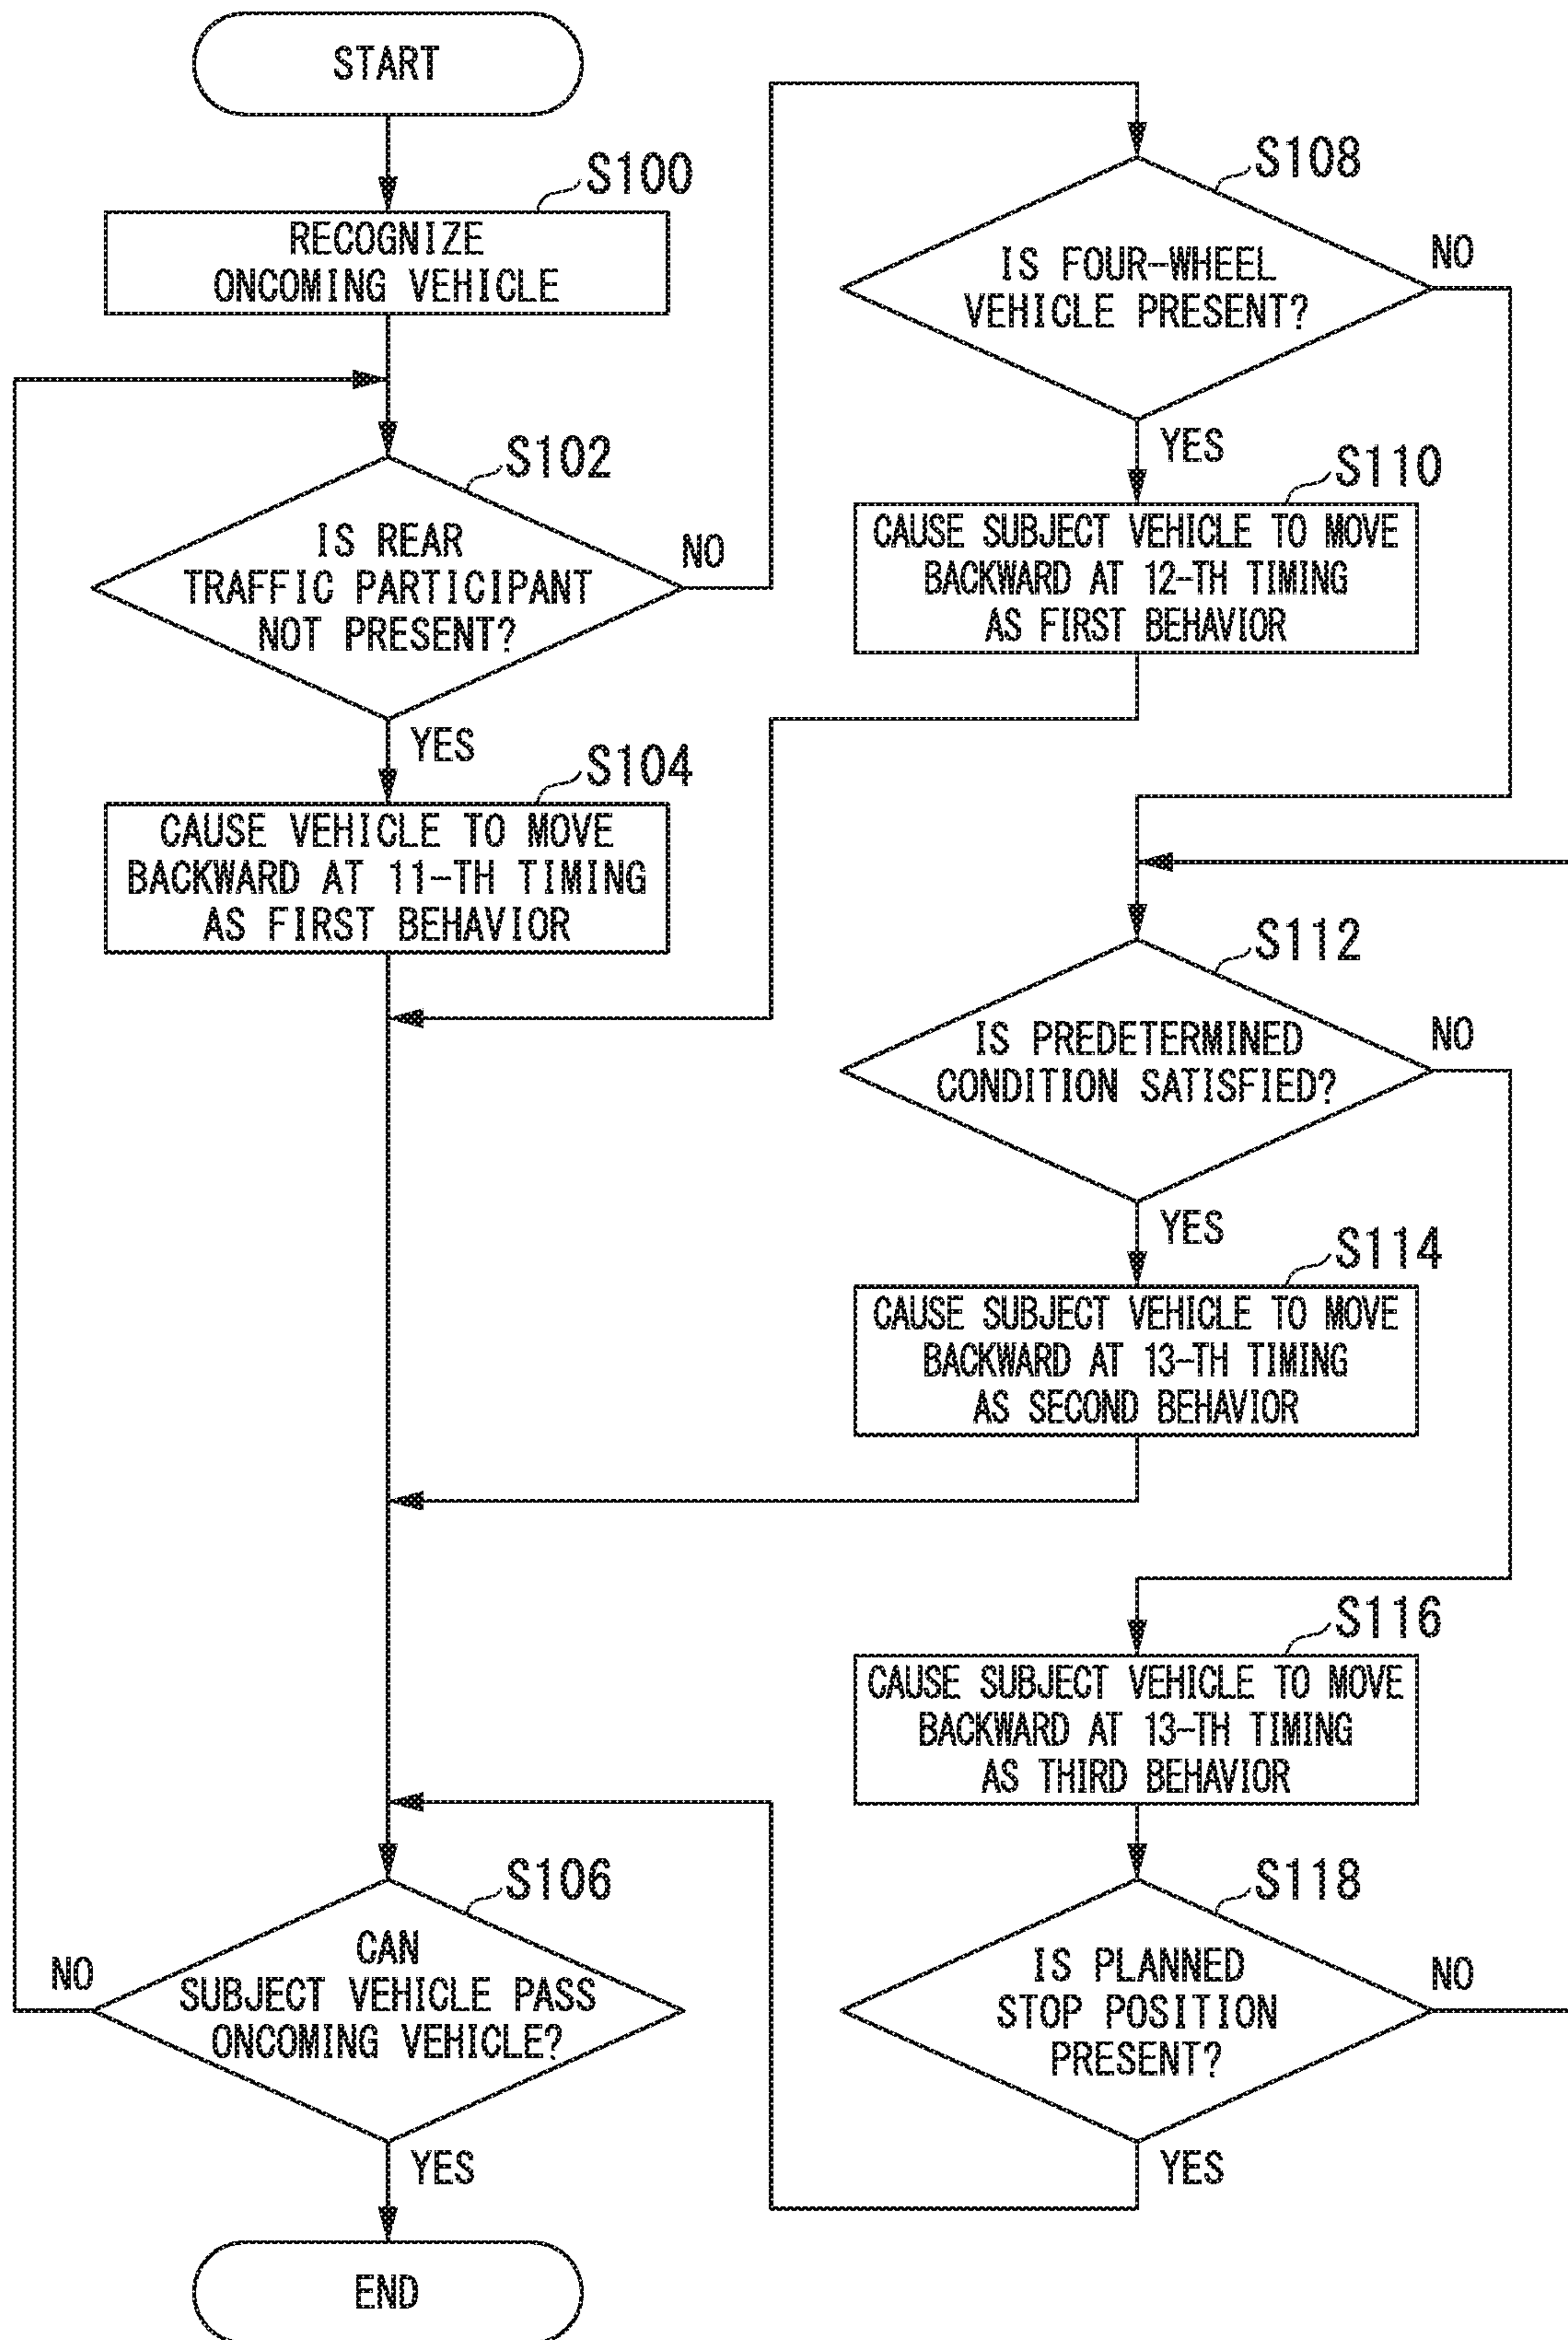 START
S100
RECOGNIZE
ONCOMING VEHICLE
S102
IS REAR
TRAFFIC PARTICIPANT
NOT PRESENT?
NO
YES
S104
CAUSE VEHICLE TO MOVE
BACKWARD AT 11-TH TIMING
AS FIRST BEHAVIOR
S106
CAN
SUBJECT VEHICLE PASS
ONCOMING VEHICLE?
NO
YES
END
S108
IS FOUR-WHEEL
VEHICLE PRESENT?
NO
YES
S110
CAUSE SUBJECT VEHICLE TO MOVE
BACKWARD AT 12-TH TIMING
AS FIRST BEHAVIOR
S112
IS PREDETERMINED
CONDITION SATISFIED?
NO
YES
S114
CAUSE SUBJECT VEHICLE TO MOVE
BACKWARD AT 13-TH TIMING
AS SECOND BEHAVIOR
S116
CAUSE SUBJECT VEHICLE TO MOVE
BACKWARD AT 13-TH TIMING
AS THIRD BEHAVIOR
S118
IS PLANNED
STOP POSITION
PRESENT?
NO
YES